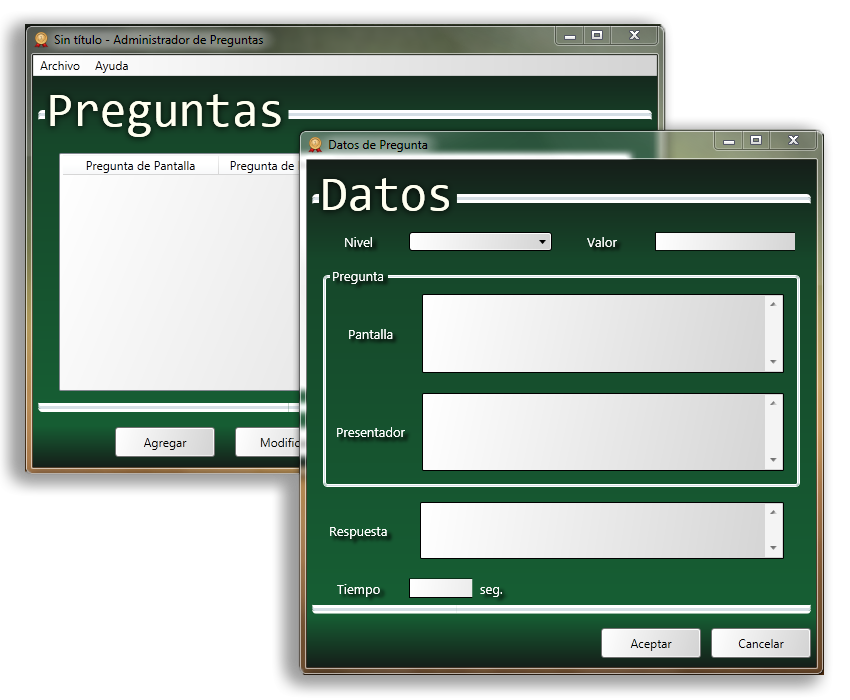 Sin título - Administrador de Preguntas
Archivo Ayuda
Preguntas
Pregunta de Pantalla Pregunta de
Agregar
Datos de Pregunta
Datos
Nivel Valor
Pregunta
Pantalla
Presentador
Respuesta
Tiempo seg.
Aceptar Cancelar